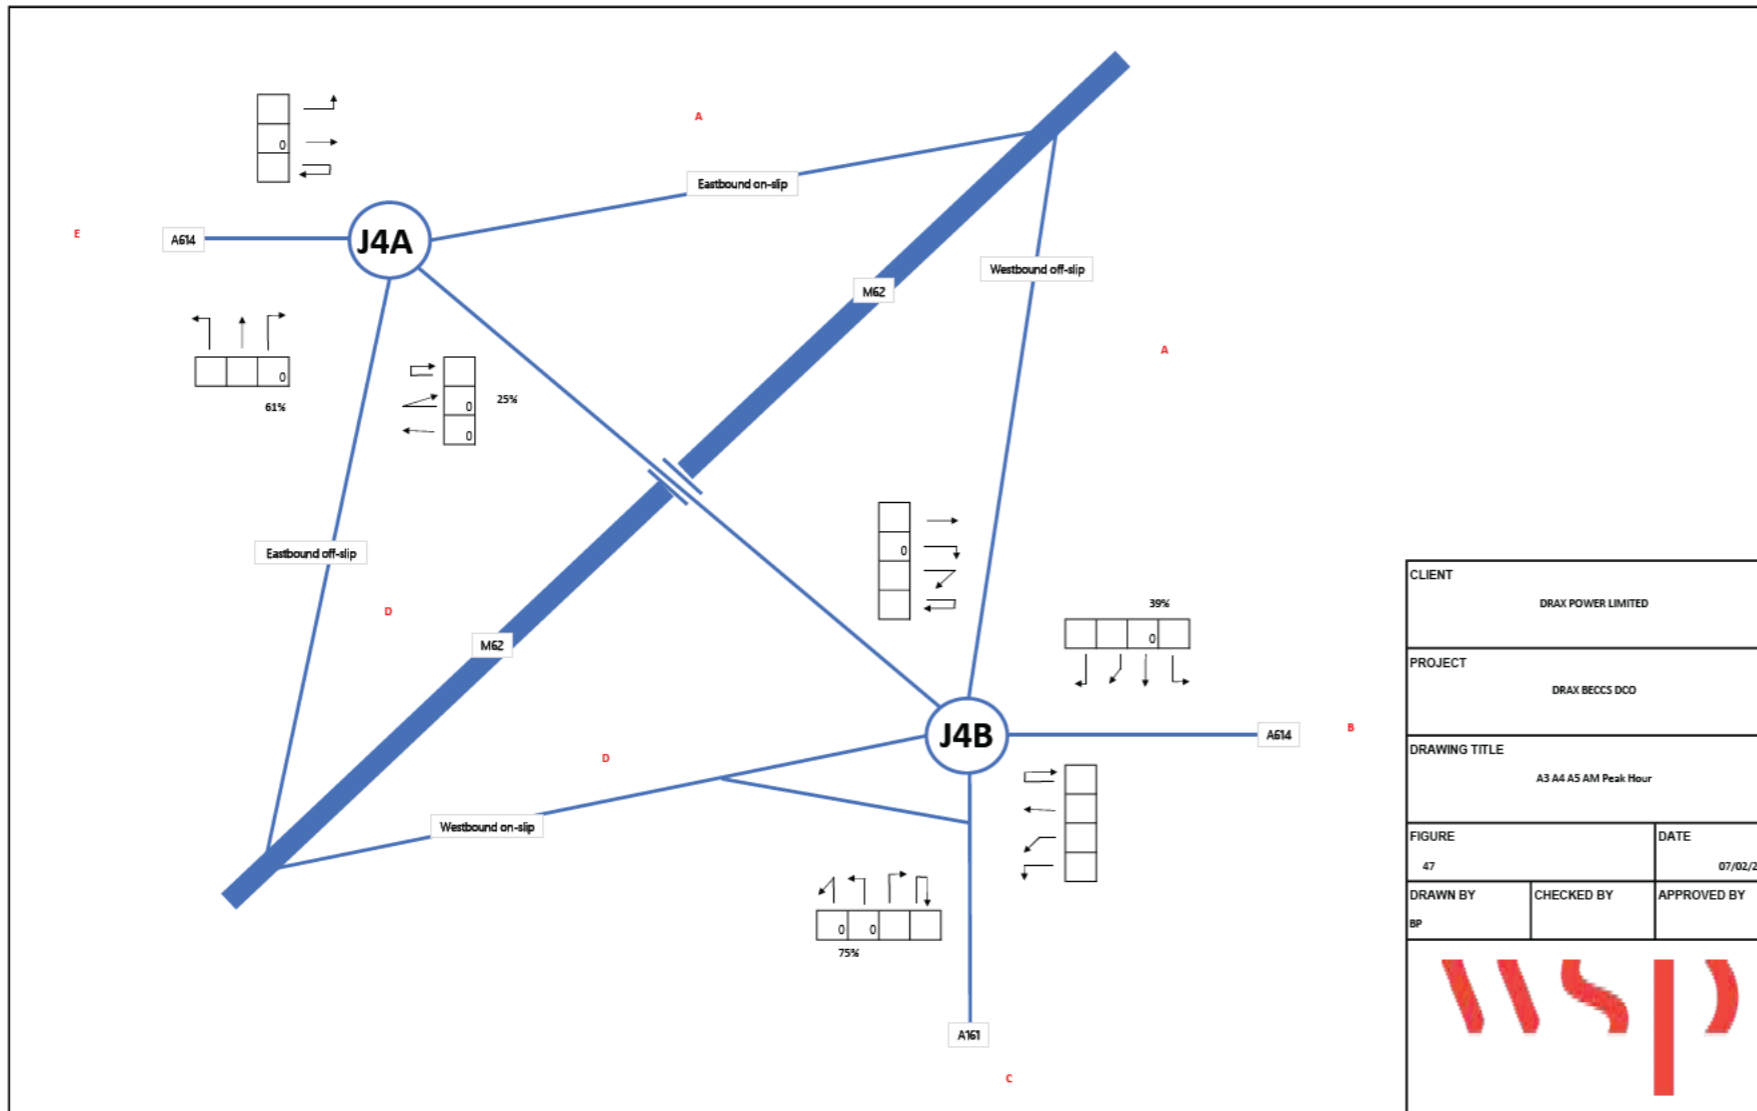 A
0
Eastbound on-slip
E
A614
J4A
Westbound off-slip
M62
A
0
61%
0
0
25%
0
Eastbound off-slip
D
M62
39%
0
J4B
A614
B
D
Westbound on-slip
0 0
75%
A161
C
CLIENT
DRAX POWER LIMITED
PROJECT
DRAX BECCS DCO
DRAWING TITLE
A3 A4 A5 AM Peak Hour
FIGURE
47
DATE
07/02/2
DRAWN BY
BP
CHECKED BY
APPROVED BY
wsp